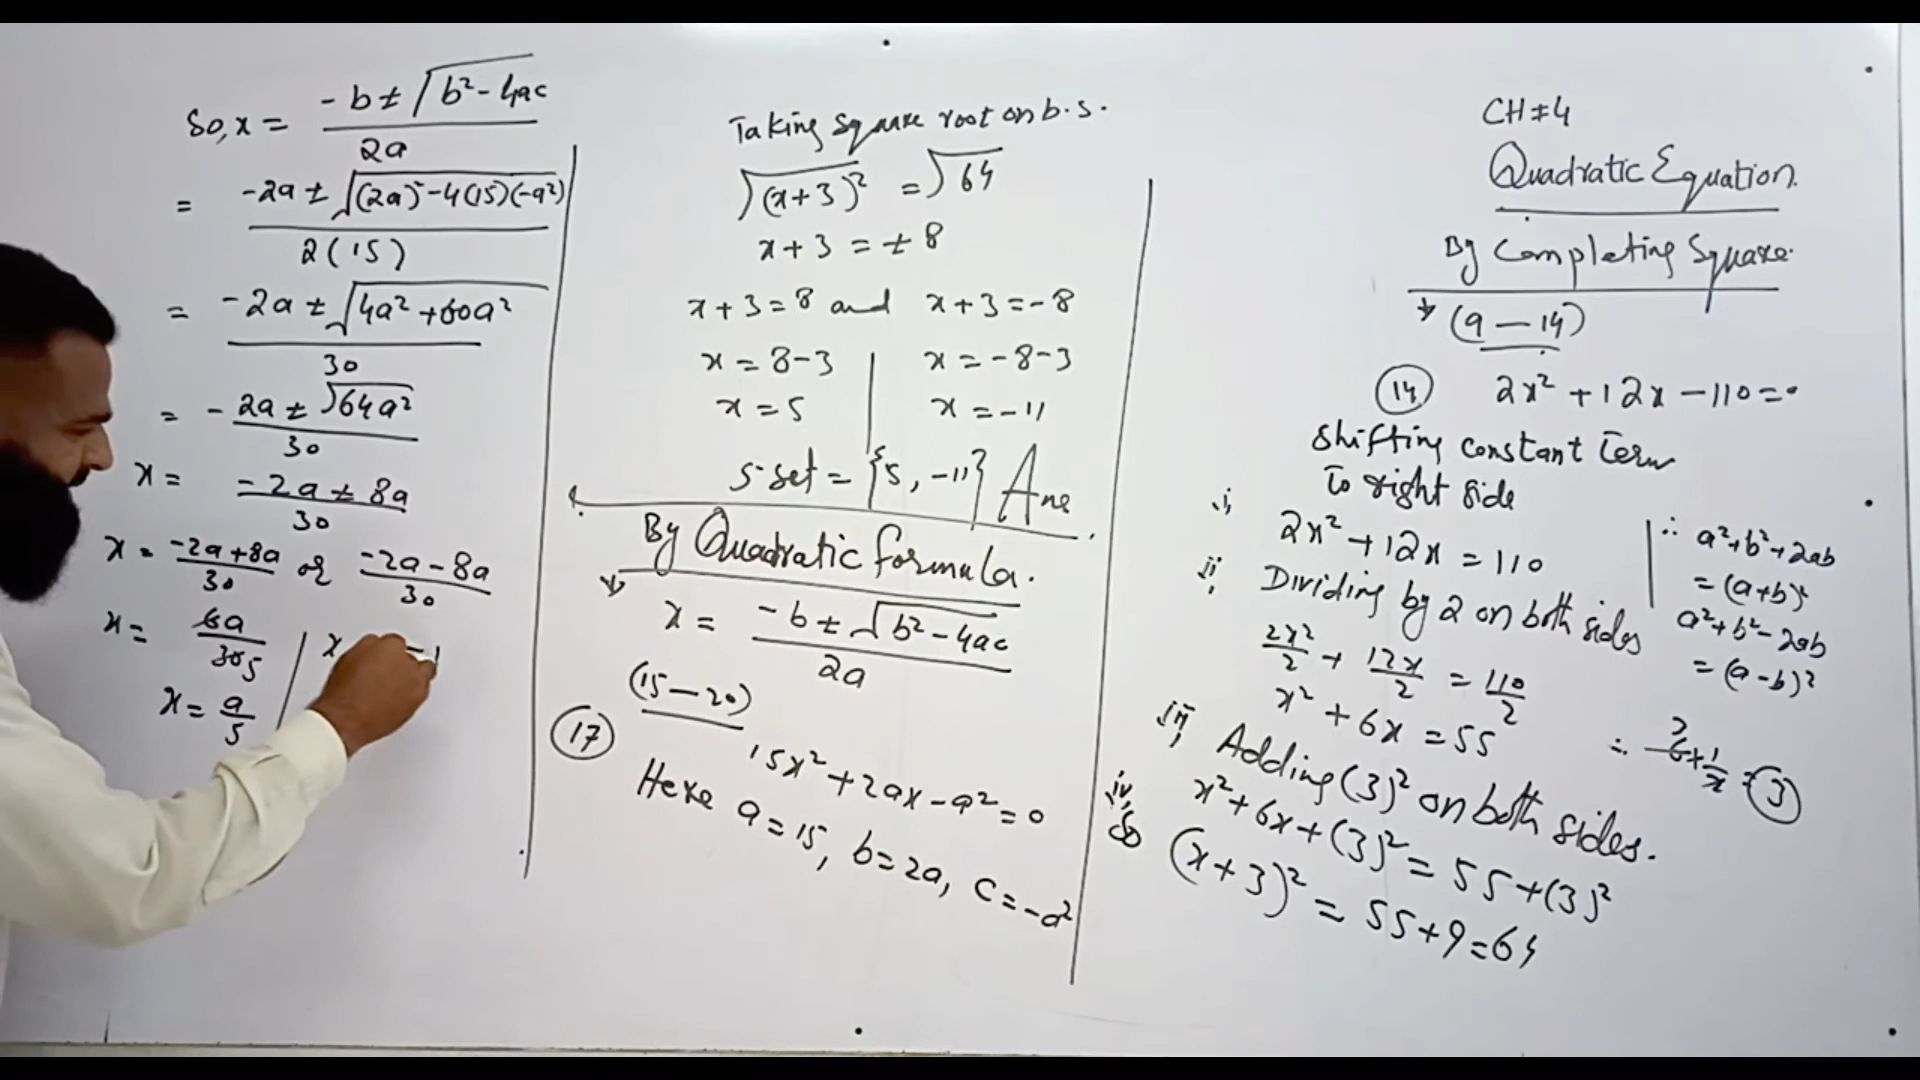 CH#4
Quadratic Equation.
By Completing Square.
(9-14)
(14) 2x² + 12x - 110 = 0
Shifting constant Term
To right side
i, 2x² + 12x = 110
ii, Dividing by 2 on both sides
2x²/2 + 12x/2 = 110/2
x² + 6x = 55
iii, Adding (3)² on both sides.
iv, x² + 6x + (3)² = 55 + (3)²
So (x+3)² = 55 + 9 = 64
∴ a² + b² + 2ab
= (a+b)²
a² + b² - 2ab
= (a-b)²
Taking square root on b.s.
√(x+3)² = √64
x + 3 = ± 8
x + 3 = 8 and x + 3 = -8
x = 8 - 3 x = -8 - 3
x = 5 x = -11
S-set = {5, -11} Ans
By Quadratic formula.
x = -b ± √b² - 4ac / 2a
(15-20)
(17) 15x² + 2ax - a² = 0
Here a = 15, b = 2a, c = -a²
So, x = -b ± √b² - 4ac / 2a
= -2a ± √(2a)² - 4(15)(-a²) / 2(15)
= -2a ± √4a² + 60a² / 30
= -2a ± √64a² / 30
x = -2a ± 8a / 30
x = -2a + 8a / 30 or -2a - 8a / 30
x = 6a / 30 5
x = a/5
x -1